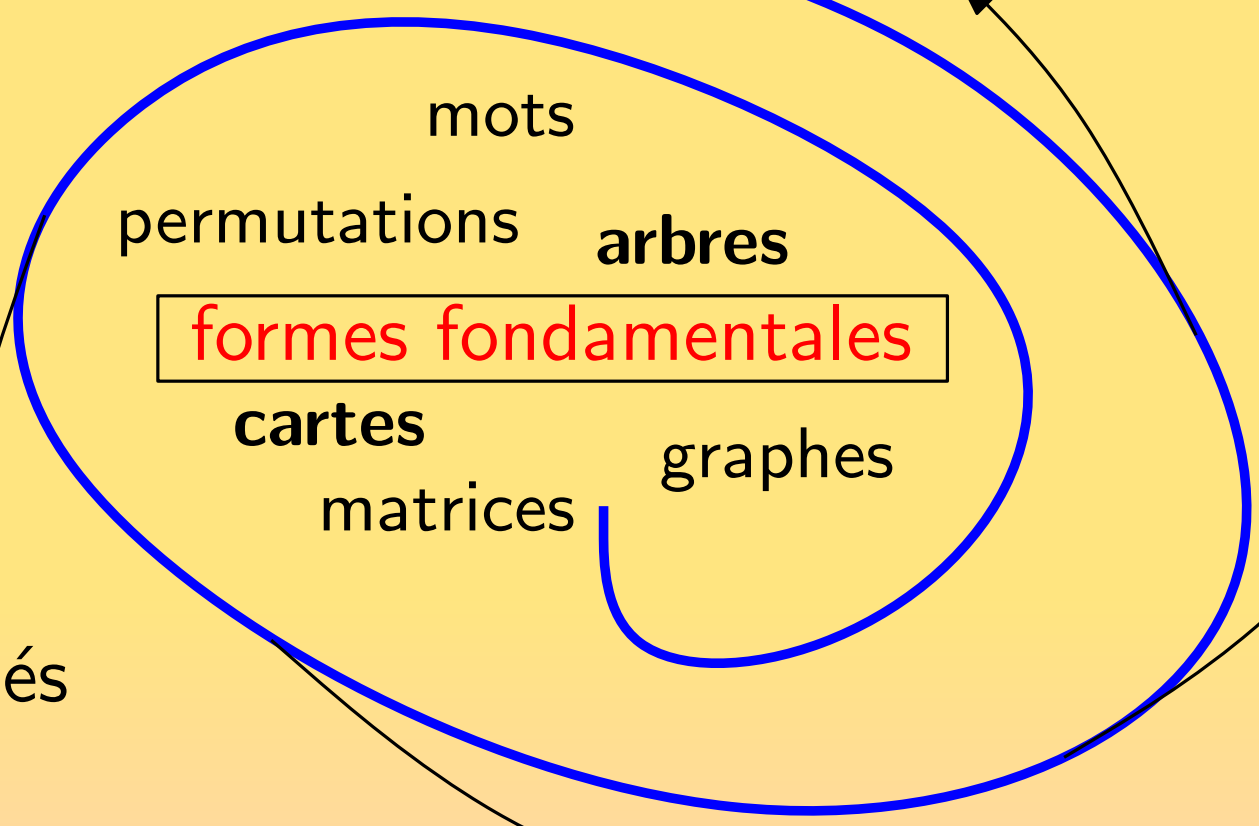 mots
permutations
arbres
formes fondamentales
cartes
graphes
matrices
és